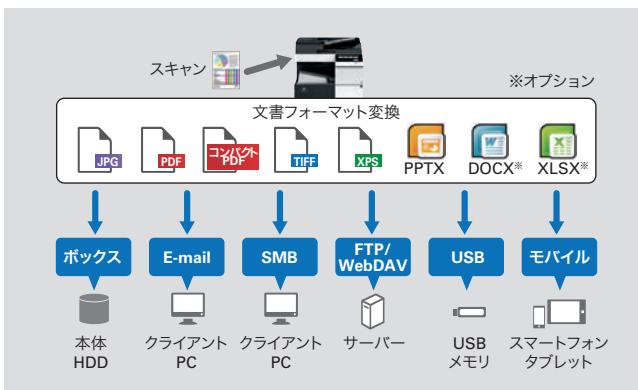 スキャン
※オプション
文書フォーマット変換
JPG
PDF
コンパクト
PDF
TIFF
XPS
PPTX
DOCX※
XLSX※
ボックス
E-mail
SMB
FTP/
WebDAV
USB
モバイル
本体
HDD
クライアント
PC
クライアント
PC
サーバー
USB
メモリ
スマートフォン
タブレット